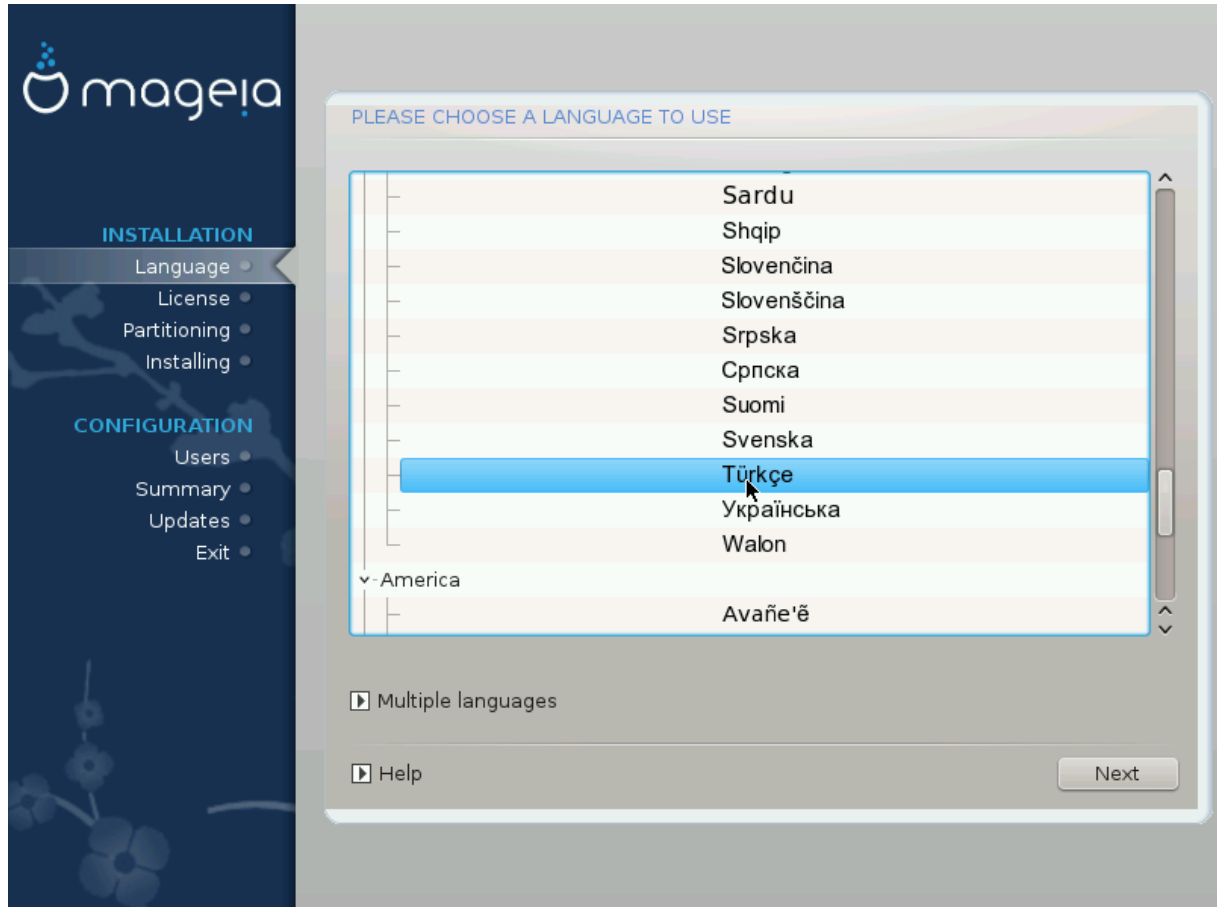 mageia
INSTALLATION
Language
License
Partitioning
Installing
CONFIGURATION
Users
Summary
Updates
Exit
PLEASE CHOOSE A LANGUAGE TO USE
Sardu
Shqip
Slovenčina
Slovenščina
Srpska
Српска
Suomi
Svenska
Türkçe
Українська
Walon
America
Avañe'ẽ
Multiple languages
Help
Next